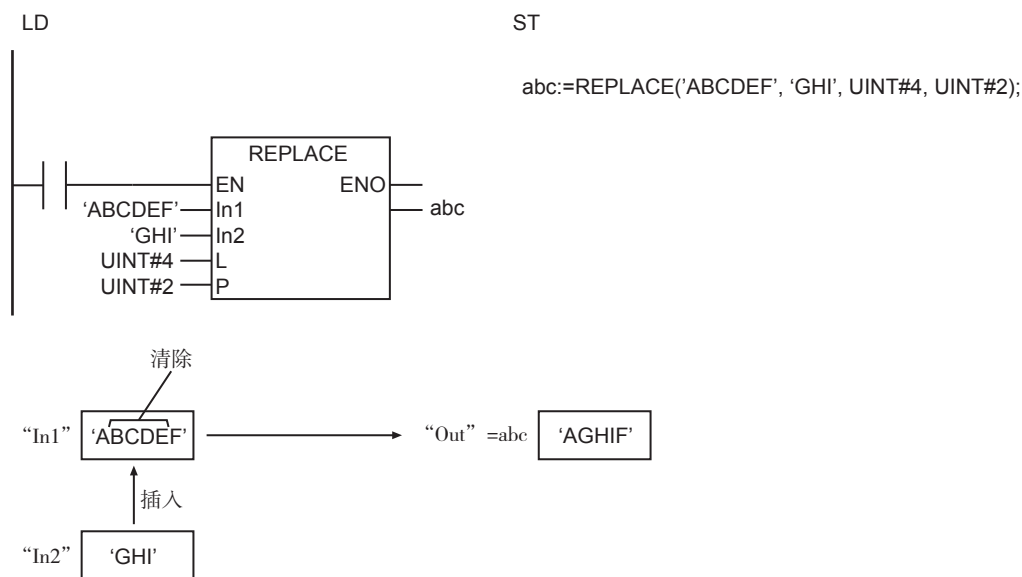 LD
ST
abc:=REPLACE(’ABCDEF’, ‘GHI’, UINT#4, UINT#2);
REPLACE
EN ENO
‘ABCDEF’ In1 abc
‘GHI’ In2
UINT#4 L
UINT#2 P
清除
“In1” ‘ABCDEF’ “Out” =abc ‘AGHIF’
插入
“In2” ‘GHI’